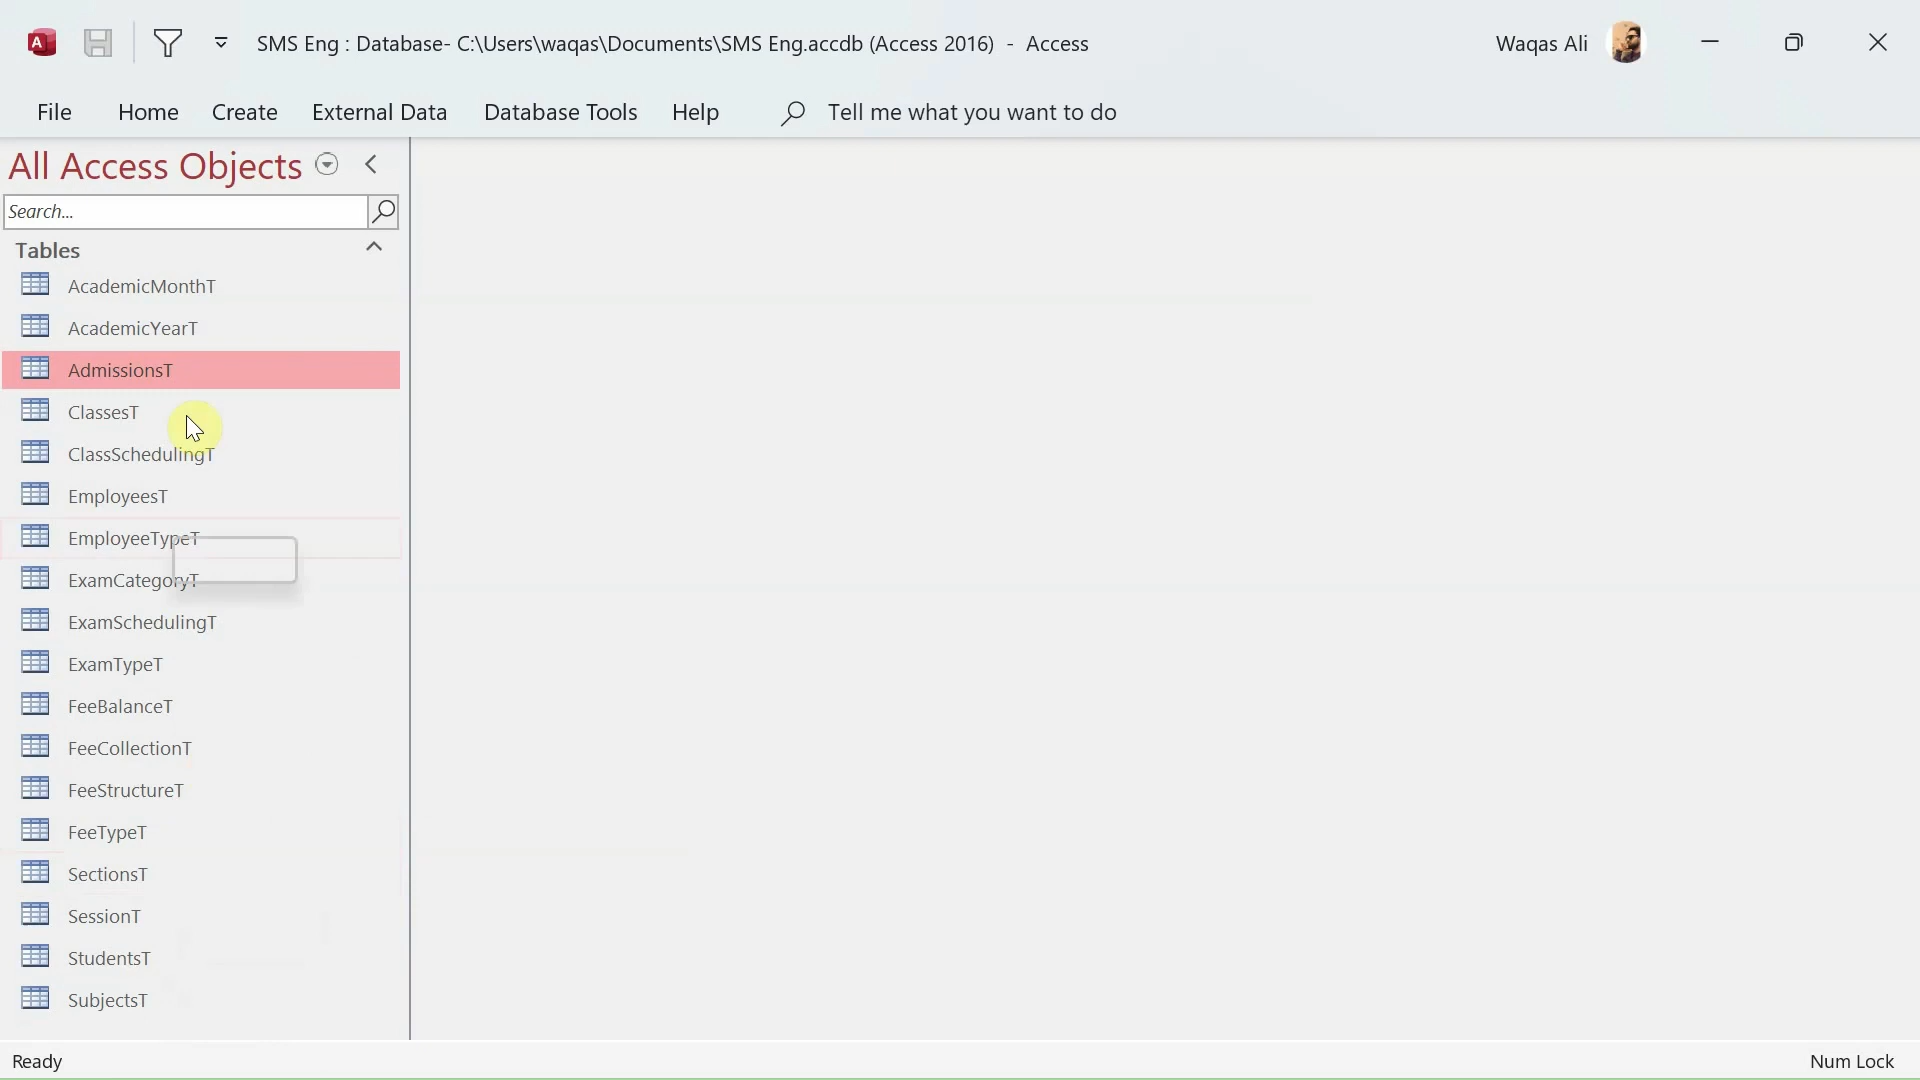 SMS Eng : Database- C:\Users\waqas\Documents\SMS Eng.accdb (Access 2016) - Access
Waqas Ali
File Home Create External Data Database Tools Help Tell me what you want to do
All Access Objects
Search...
Tables
AcademicMonthT
AcademicYearT
AdmissionsT
ClassesT
ClassSchedulingT
EmployeesT
EmployeeTypeT
ExamCategoryT
ExamSchedulingT
ExamTypeT
FeeBalanceT
FeeCollectionT
FeeStructureT
FeeTypeT
SectionsT
SessionT
StudentsT
SubjectsT
Ready
Num Lock